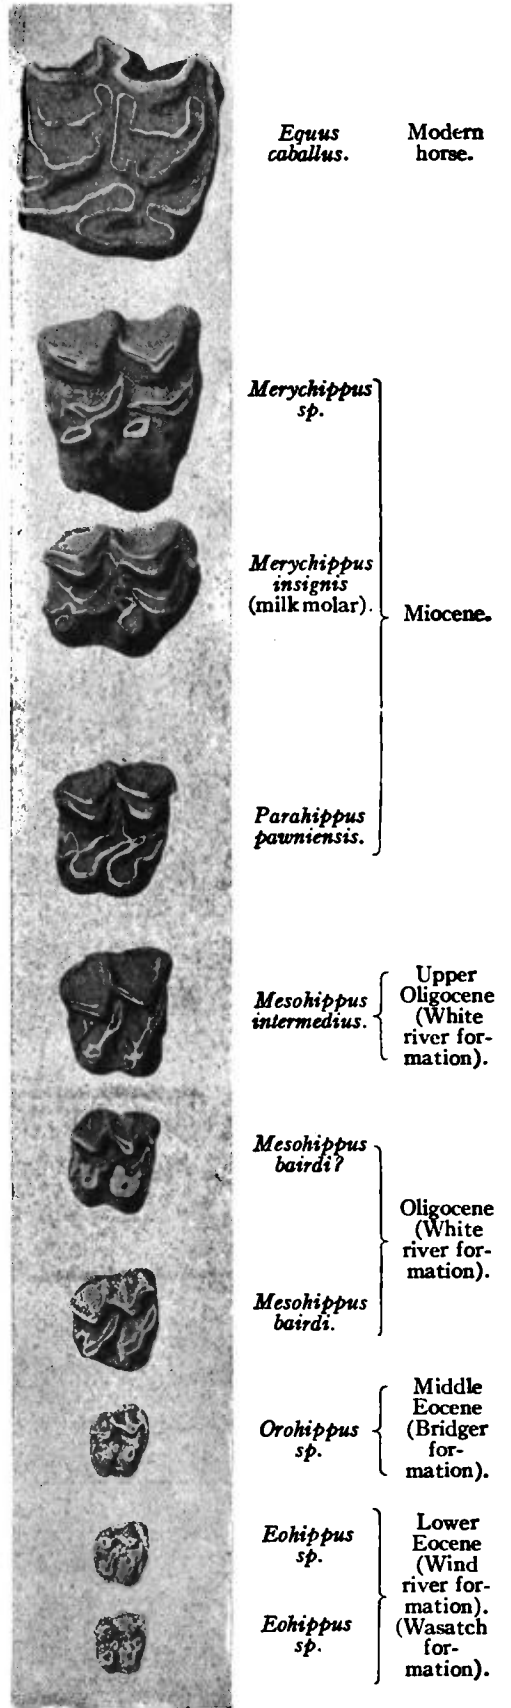 Equus
caballus.
Modern
horse.
Merychippus
sp.
Merychippus
insignis
(milk molar).
Miocene.
Parahippus
pawniensis.
Mesohippus
intermedius.
Upper
Oligocene
(White
river for-
mation).
Mesohippus
bairdi?
Oligocene
(White
river for-
mation).
Mesohippus
bairdi.
Orohippus
sp.
Middle
Eocene
(Bridger
for-
mation).
Eohippus
sp.
Eohippus
sp.
Lower
Eocene
(Wind
river for-
mation).
(Wasatch
for-
mation).